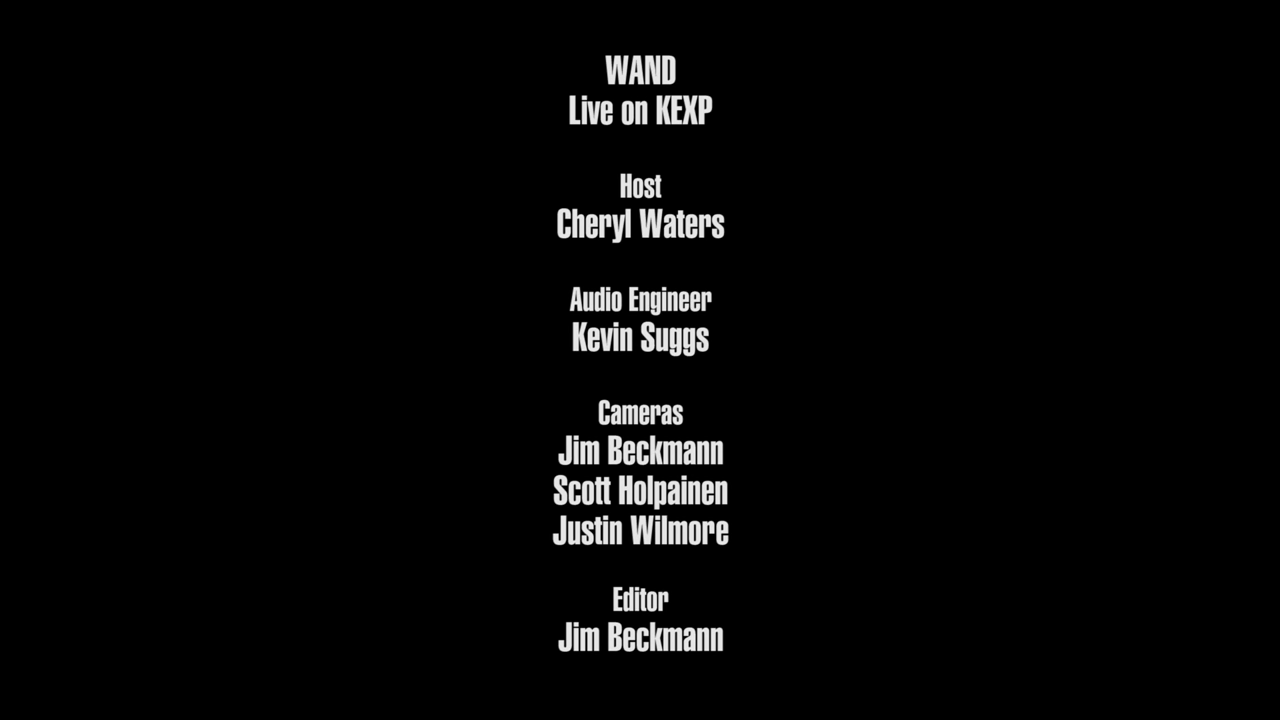 WAND
Live on KEXP
Host
Cheryl Waters
Audio Engineer
Kevin Suggs
Cameras
Jim Beckmann
Scott Holpainen
Justin Wilmore
Editor
Jim Beckmann